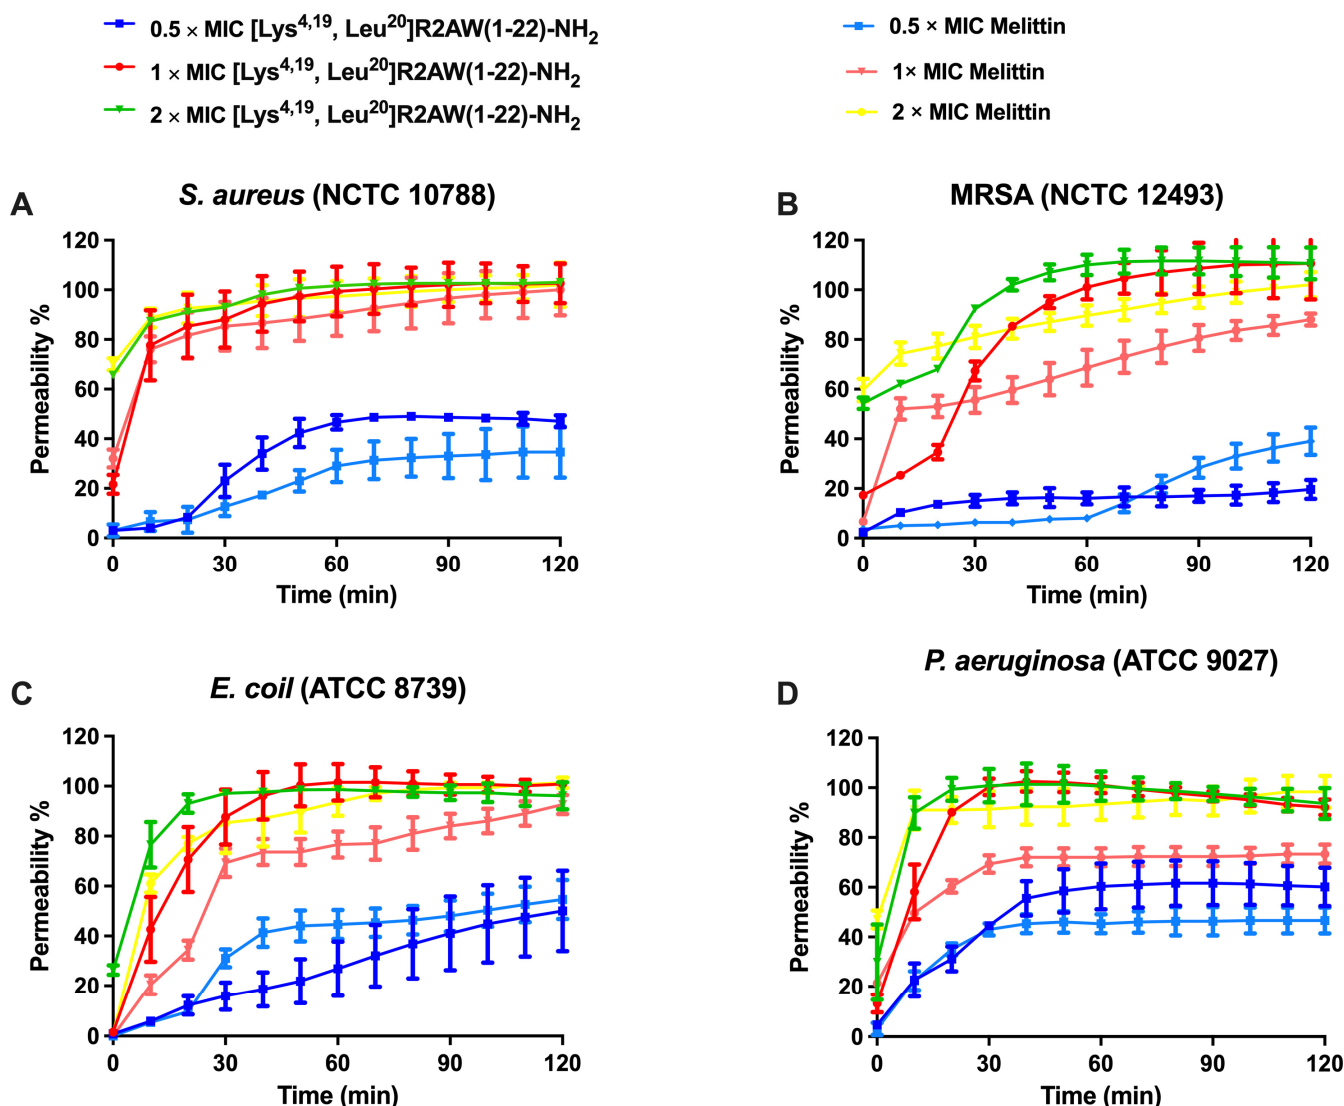 0.5 × MIC [Lys4,19, Leu20]R2AW(1-22)-NH2
1 × MIC [Lys4,19, Leu20]R2AW(1-22)-NH2
2 × MIC [Lys4,19, Leu20]R2AW(1-22)-NH2
0.5 × MIC Melittin
1× MIC Melittin
2 × MIC Melittin
A
S. aureus (NCTC 10788)
Permeability %
120
100
80
60
40
20
0
0 30 60 90 120
Time (min)
B
MRSA (NCTC 12493)
Permeability %
120
100
80
60
40
20
0
0 30 60 90 120
Time (min)
C
E. coil (ATCC 8739)
Permeability %
120
100
80
60
40
20
0
0 30 60 90 120
Time (min)
D
P. aeruginosa (ATCC 9027)
Permeability %
120
100
80
60
40
20
0
0 30 60 90 120
Time (min)